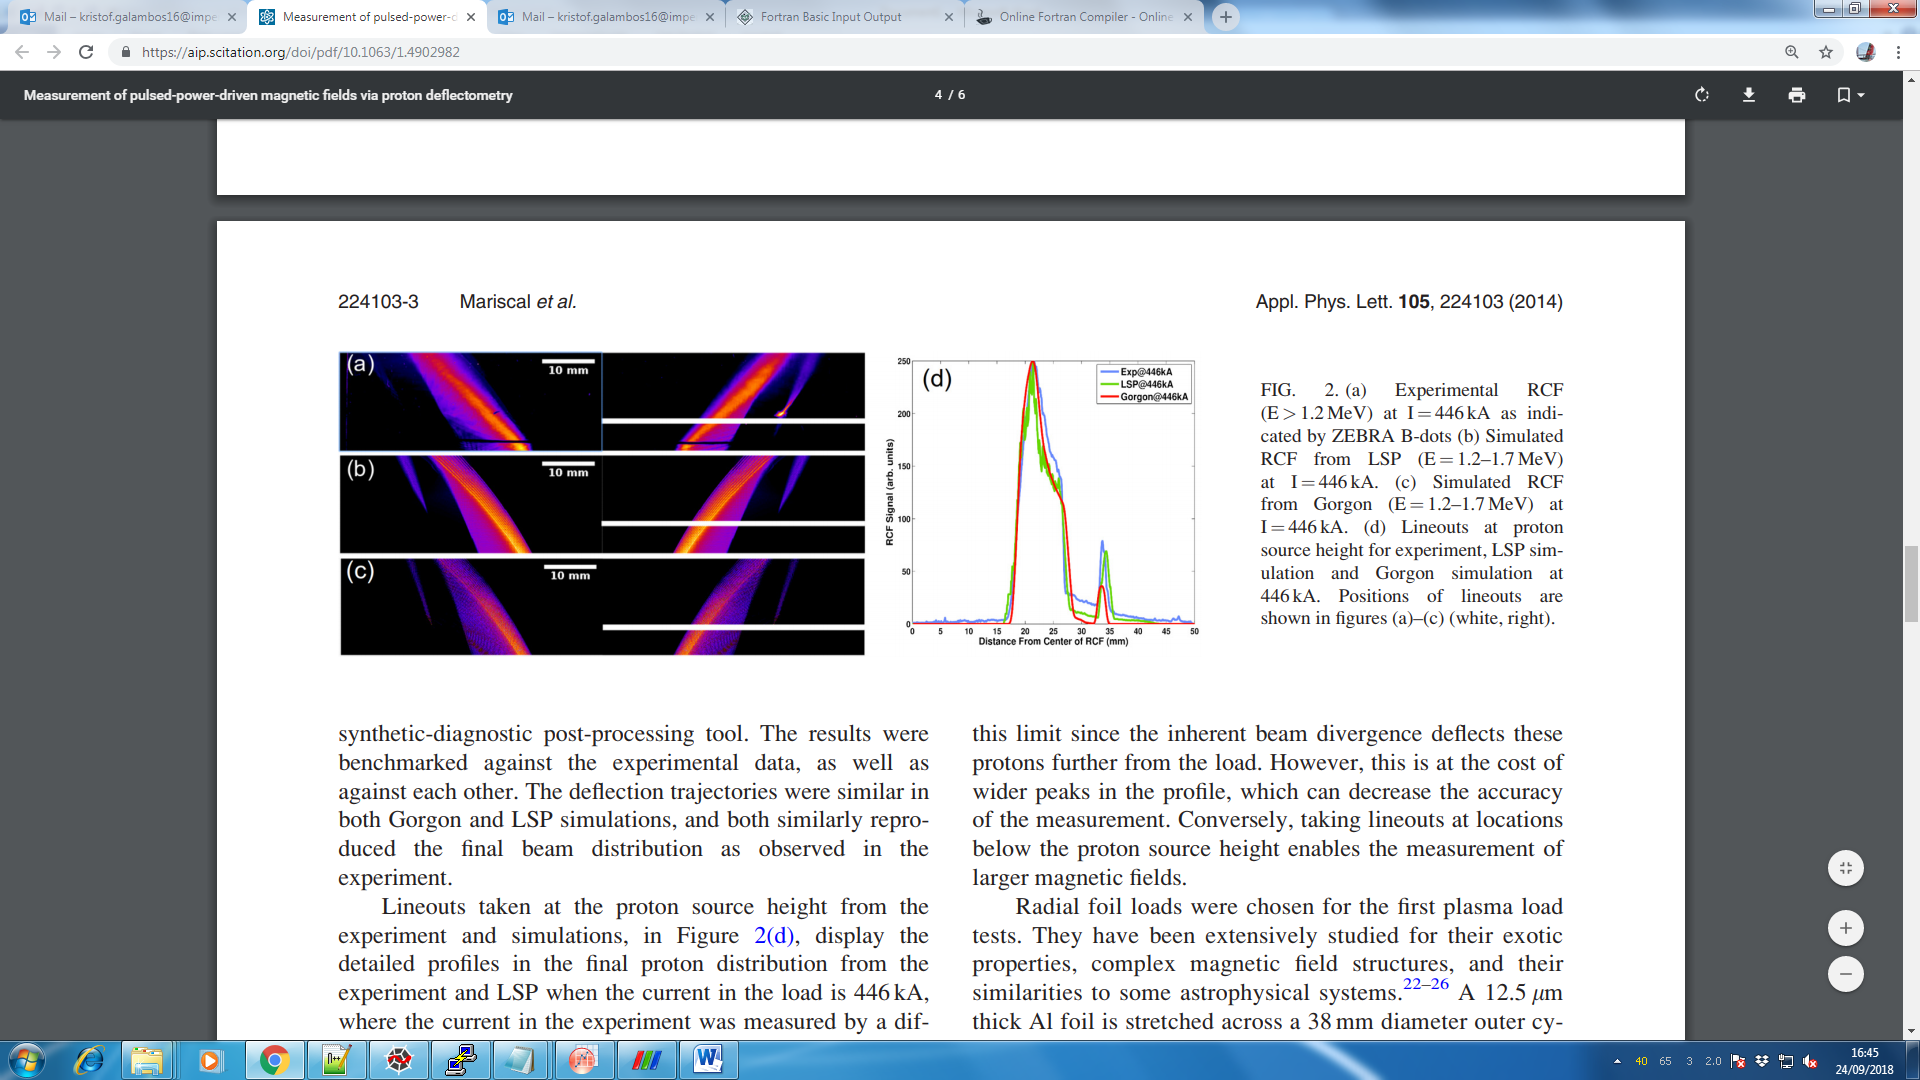 Mail – kristof.galambos16@impe
Measurement of pulsed-power-d
Mail – kristof.galambos16@impe
Fortran Basic Input Output
Online Fortran Compiler - Online
https://aip.scitation.org/doi/pdf/10.1063/1.4902982
Measurement of pulsed-power-driven magnetic fields via proton deflectometry
4 / 6
224103-3 Mariscal et al.
Appl. Phys. Lett. 105, 224103 (2014)
(a)
10 mm
(b)
10 mm
(c)
10 mm
(d)
Exp@446kA
LSP@446kA
Gorgon@446kA
RCF Signal (arb. units)
250
200
150
100
50
0
0 5 10 15 20 25 30 35 40 45 50
Distance From Center of RCF (mm)
FIG. 2. (a) Experimental RCF
(E > 1.2 MeV) at I = 446 kA as indi-
cated by ZEBRA B-dots (b) Simulated
RCF from LSP (E = 1.2–1.7 MeV)
at I = 446 kA. (c) Simulated RCF
from Gorgon (E = 1.2–1.7 MeV) at
I = 446 kA. (d) Lineouts at proton
source height for experiment, LSP sim-
ulation and Gorgon simulation at
446 kA. Positions of lineouts are
shown in figures (a)–(c) (white, right).
synthetic-diagnostic post-processing tool. The results were
benchmarked against the experimental data, as well as
against each other. The deflection trajectories were similar in
both Gorgon and LSP simulations, and both similarly repro-
duced the final beam distribution as observed in the
experiment.
Lineouts taken at the proton source height from the
experiment and simulations, in Figure 2(d), display the
detailed profiles in the final proton distribution from the
experiment and LSP when the current in the load is 446 kA,
where the current in the experiment was measured by a dif-
this limit since the inherent beam divergence deflects these
protons further from the load. However, this is at the cost of
wider peaks in the profile, which can decrease the accuracy
of the measurement. Conversely, taking lineouts at locations
below the proton source height enables the measurement of
larger magnetic fields.
Radial foil loads were chosen for the first plasma load
tests. They have been extensively studied for their exotic
properties, complex magnetic field structures, and their
similarities to some astrophysical systems.22–26 A 12.5 μm
thick Al foil is stretched across a 38 mm diameter outer cy-
40 65 3 2.0
16:45
24/09/2018